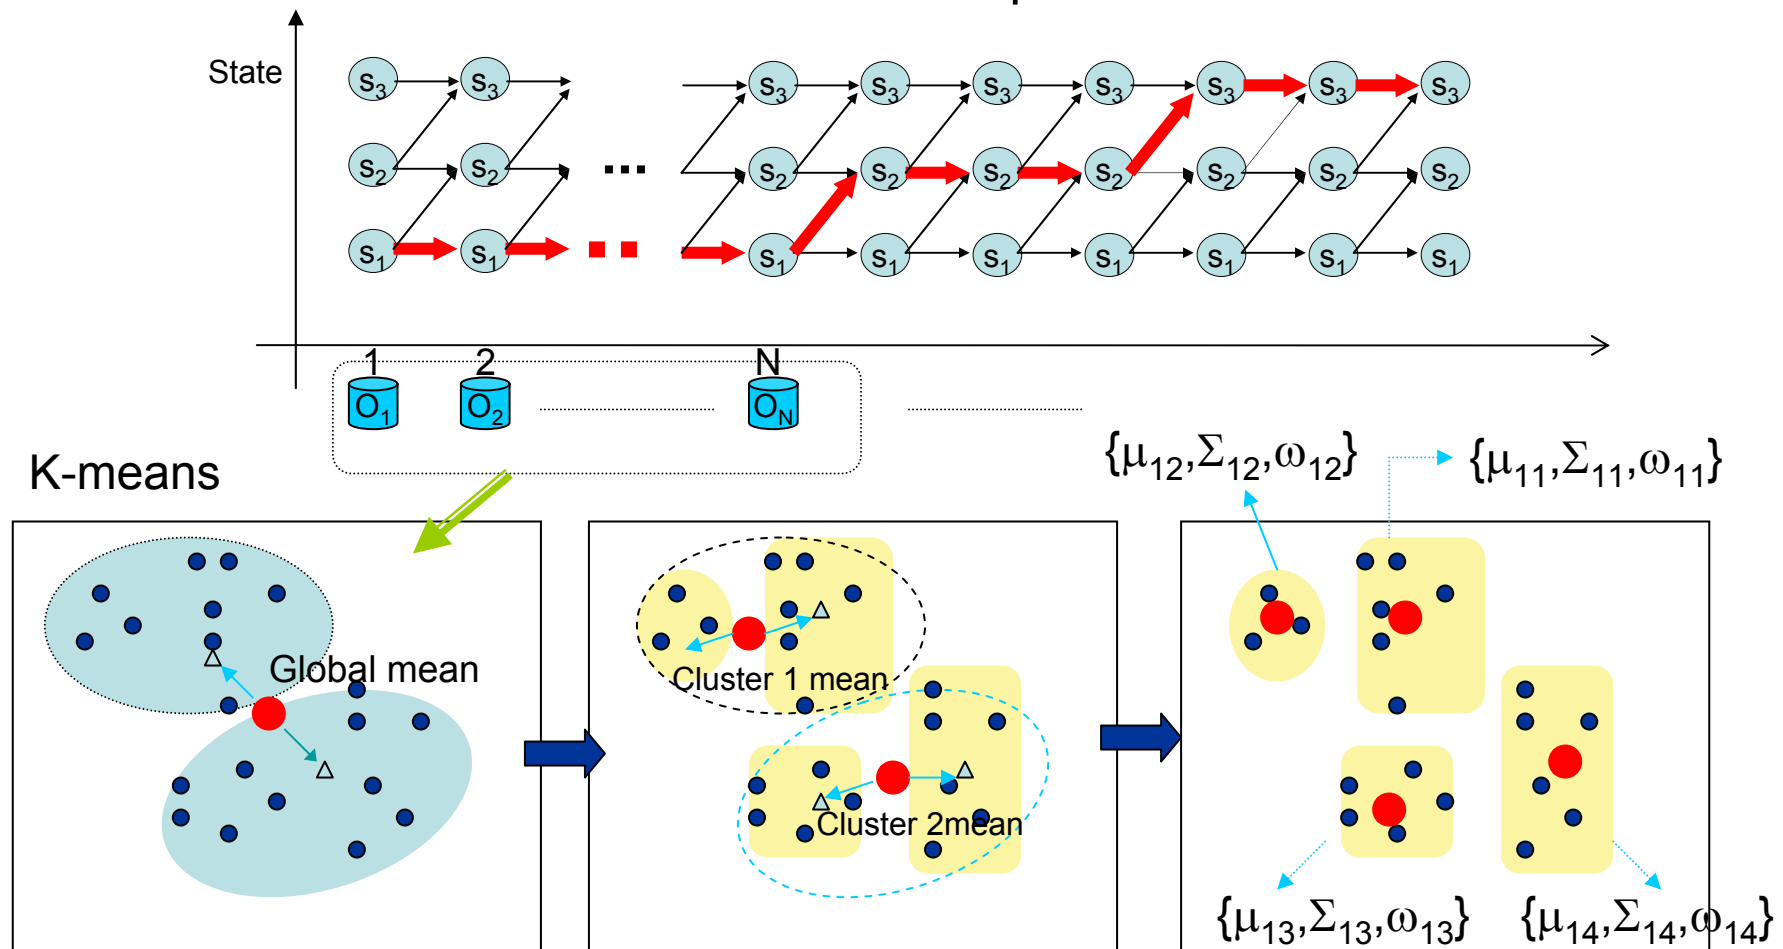 State
s3 s3 s3 s3 s3 s3 s3 s3 s3
s2 s2 ... s2 s2 s2 s2 s2 s2 s2
s1 s1 s1 s1 s1 s1 s1 s1 s1
1 2 N
O1 O2 ON
{μ12,Σ12,ω12} {μ11,Σ11,ω11}
K-means
Global mean
Cluster 1 mean
Cluster 2mean
{μ13,Σ13,ω13} {μ14,Σ14,ω14}